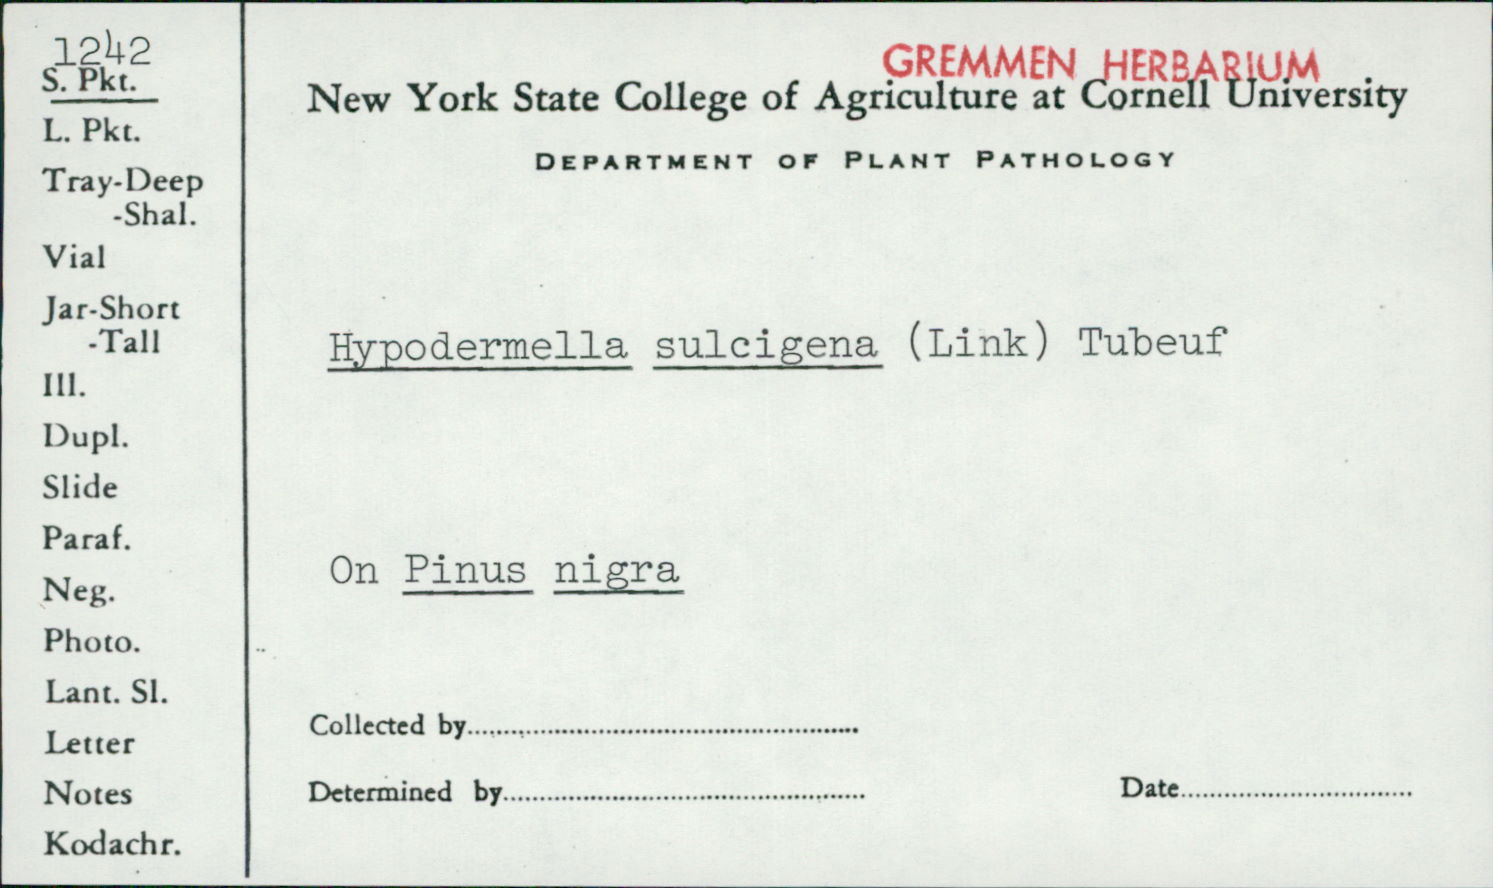 1242
S. Pkt.
L. Pkt.
Tray-Deep
-Shal.
Vial
Jar-Short
-Tall
Ill.
Dupl.
Slide
Paraf.
Neg.
Photo.
Lant. Sl.
Letter
Notes
Kodachr.
GREMMEN HERBARIUM
New York State College of Agriculture at Cornell University
DEPARTMENT OF PLANT PATHOLOGY
Hypodermella sulcigena (Link) Tubeuf
On Pinus nigra
Collected by
Determined by
Date